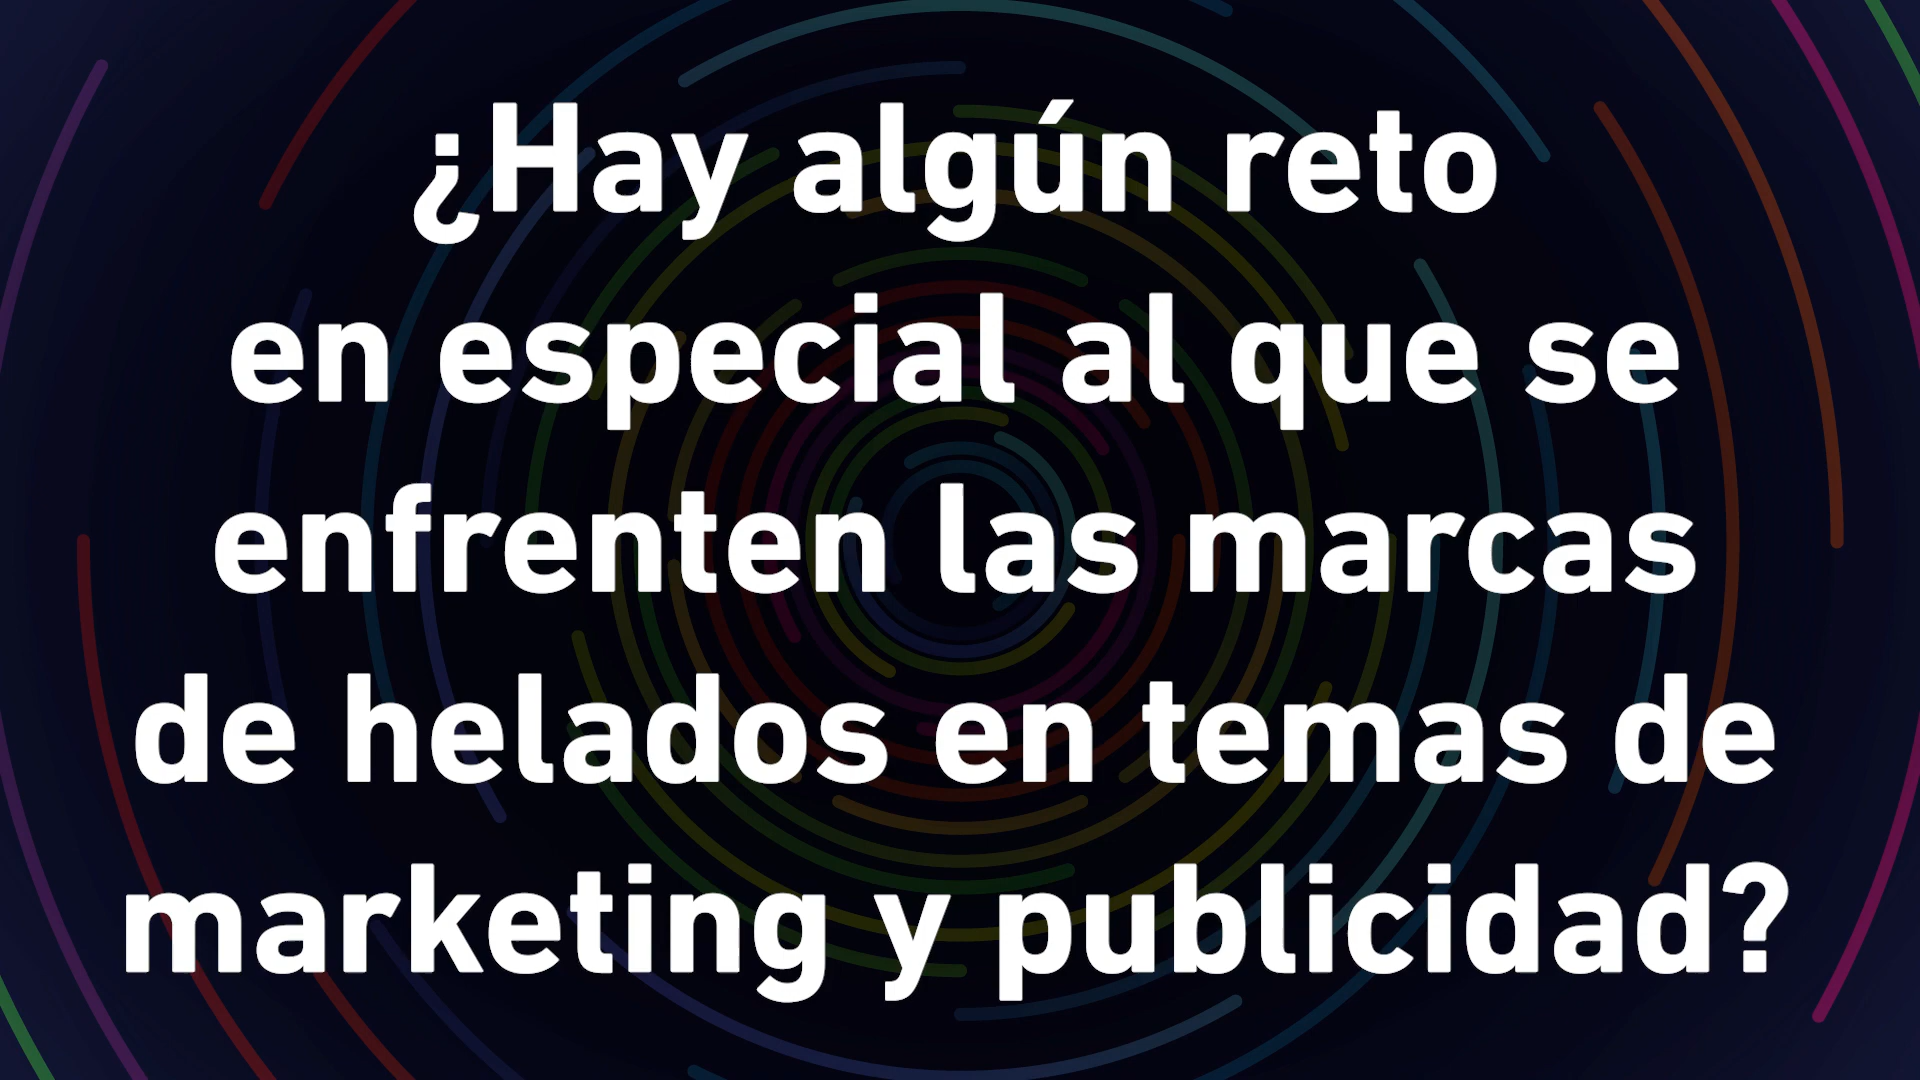 ¿Hay algún reto
en especial al que se
enfrenten las marcas
de helados en temas de
marketing y publicidad?